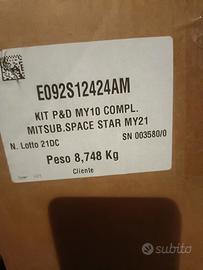 E092S12424AM
KIT P&D MY10 COMPL.
MITSUB.SPACE STAR MY21
N. Lotto 21DC
SN 003580/0
Peso 8,748 Kg
Cliente
subito